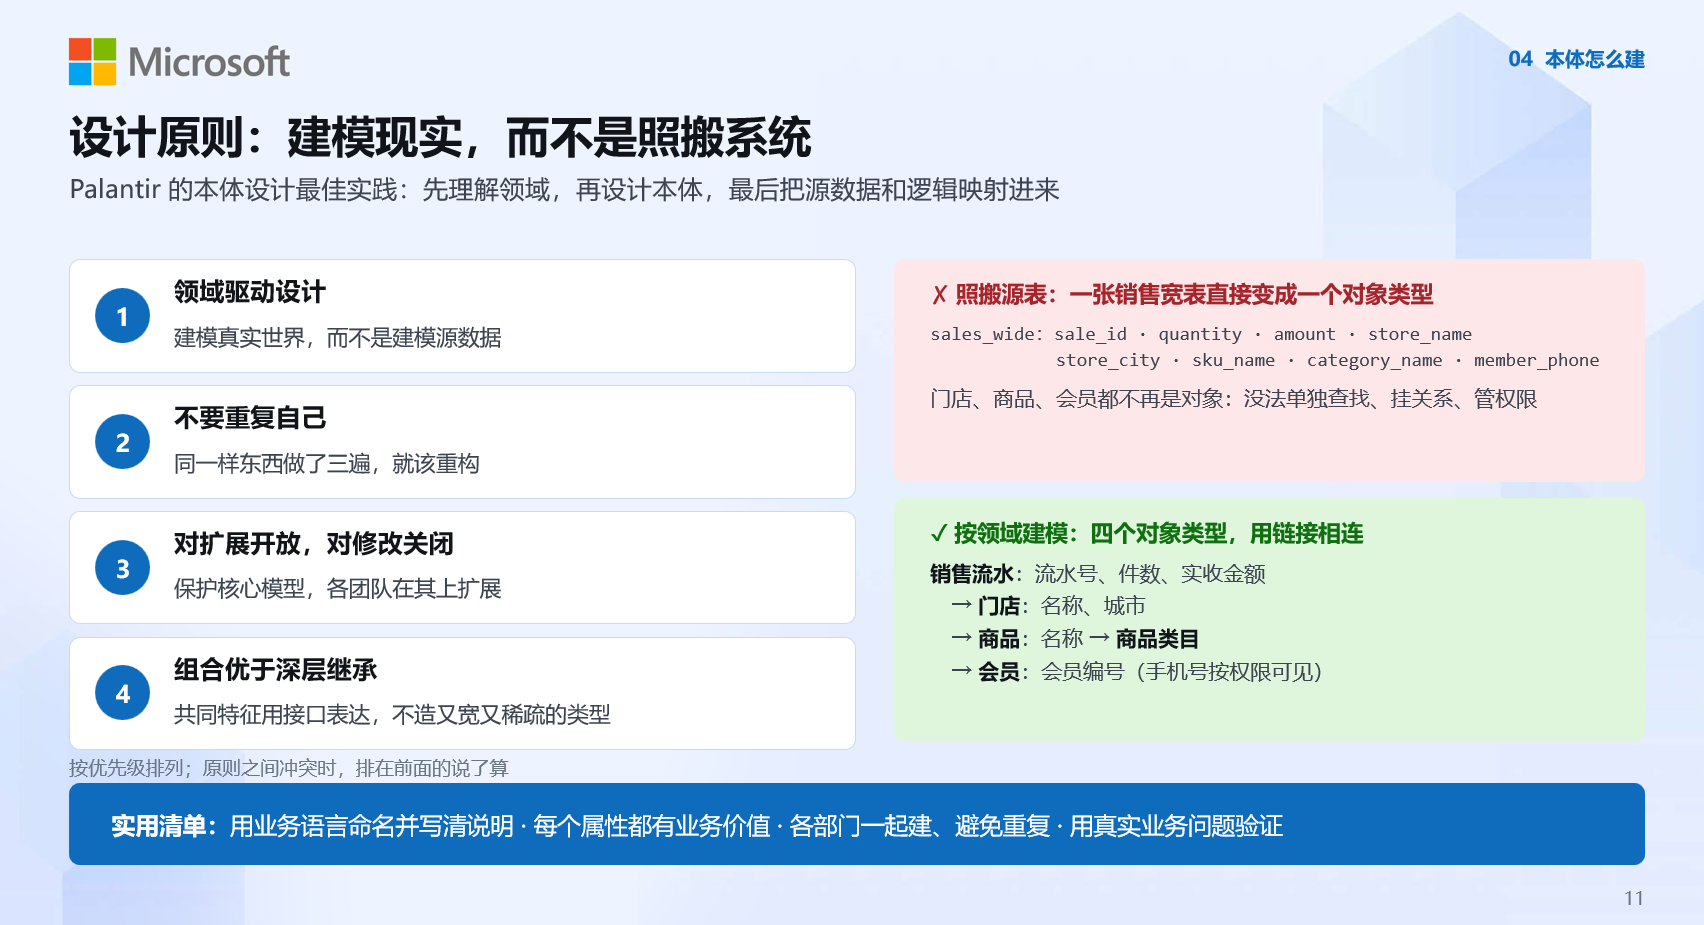 Microsoft
04 本体怎么建
设计原则：建模现实，而不是照搬系统
Palantir 的本体设计最佳实践：先理解领域，再设计本体，最后把源数据和逻辑映射进来
1
领域驱动设计
建模真实世界，而不是建模源数据
2
不要重复自己
同一样东西做了三遍，就该重构
3
对扩展开放，对修改关闭
保护核心模型，各团队在其上扩展
4
组合优于深层继承
共同特征用接口表达，不造又宽又稀疏的类型
按优先级排列；原则之间冲突时，排在前面的说了算
✗ 照搬源表：一张销售宽表直接变成一个对象类型
sales_wide: sale_id · quantity · amount · store_name
store_city · sku_name · category_name · member_phone
门店、商品、会员都不再是对象：没法单独查找、挂关系、管权限
✓ 按领域建模：四个对象类型，用链接相连
销售流水：流水号、件数、实收金额
→ 门店：名称、城市
→ 商品：名称 → 商品类目
→ 会员：会员编号（手机号按权限可见）
实用清单：用业务语言命名并写清说明 · 每个属性都有业务价值 · 各部门一起建、避免重复 · 用真实业务问题验证
11